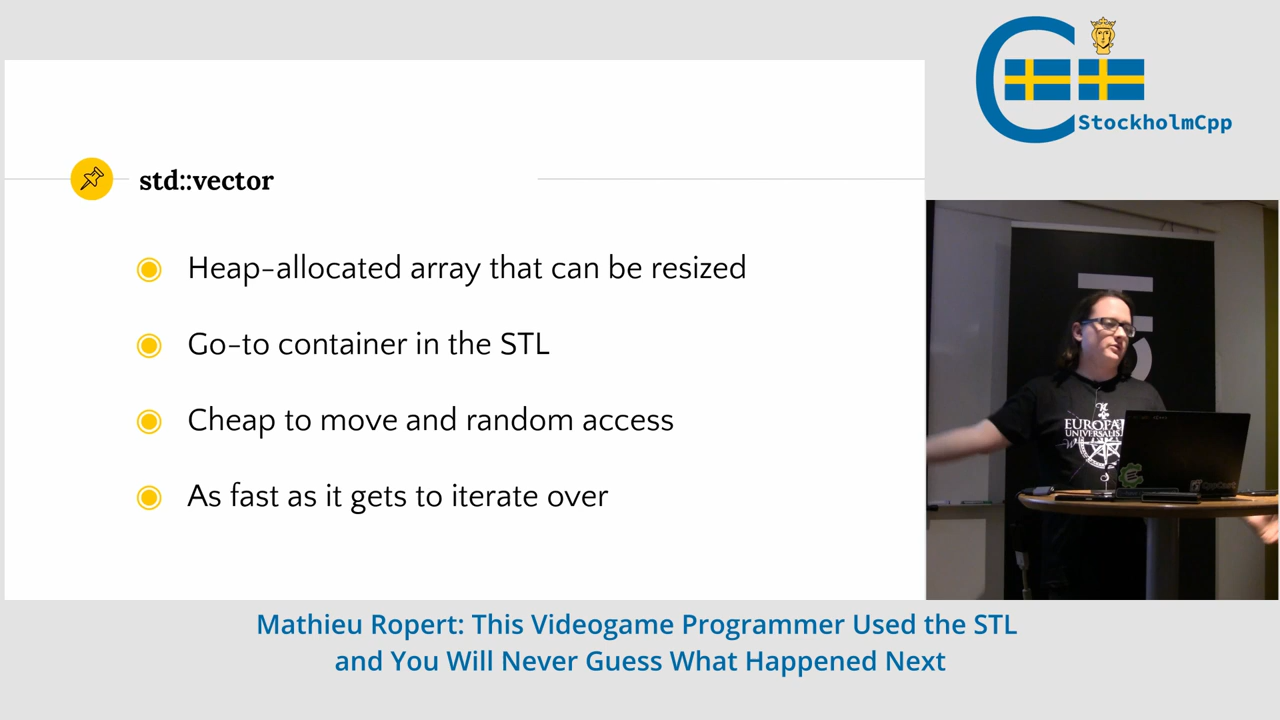 StockholmCpp
std::vector
Heap-allocated array that can be resized
Go-to container in the STL
Cheap to move and random access
As fast as it gets to iterate over
EUROPA
UNIVERSALIS
Mathieu Ropert: This Videogame Programmer Used the STL
and You Will Never Guess What Happened Next